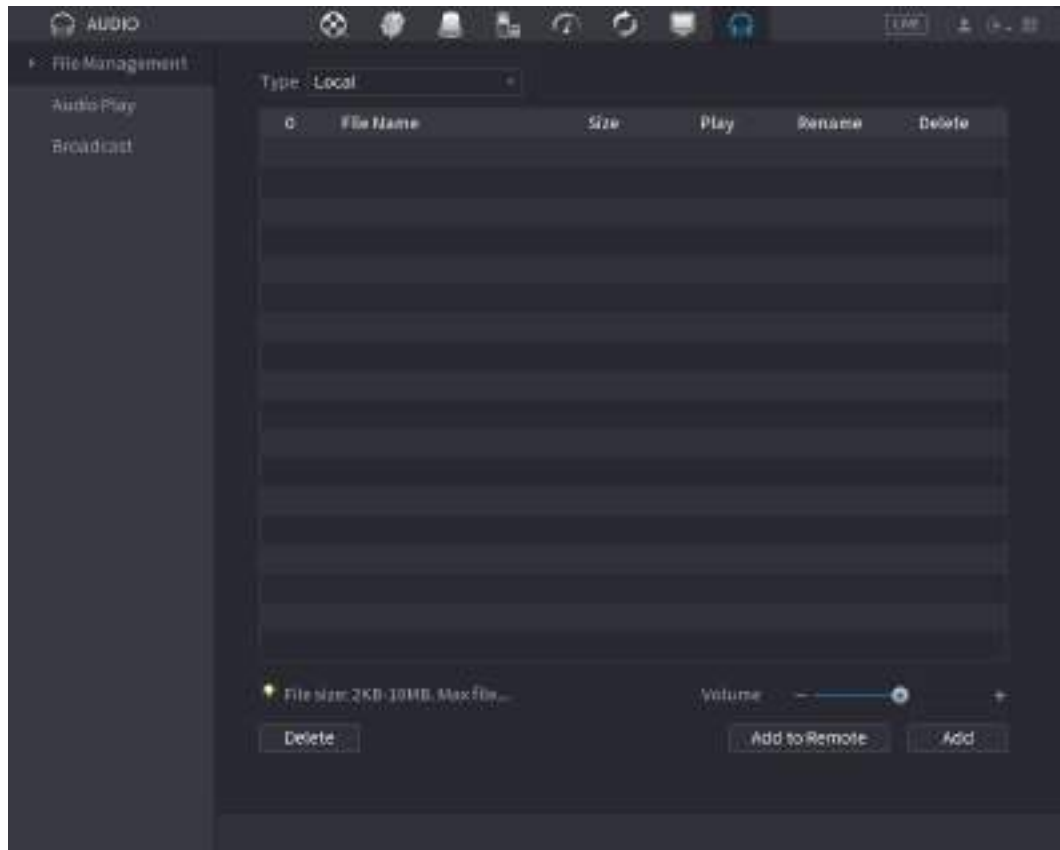 AUDIO
LIVE
File Management
Audio Play
Broadcast
Type Local
0 File Name Size Play Rename Delete
File size: 2KB-10MB. Max file...
Volume - +
Delete
Add to Remote
Add